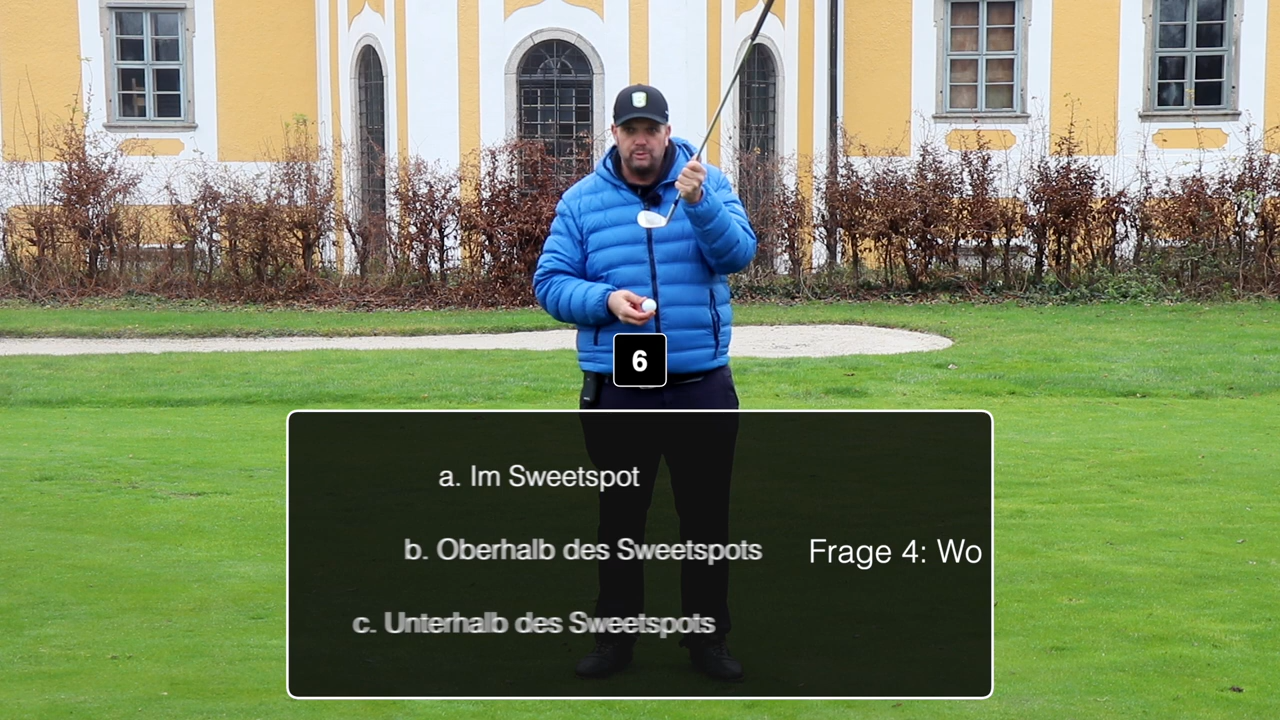 6
a. Im Sweetspot
b. Oberhalb des Sweetspots
Frage 4: Wo
c. Unterhalb des Sweetspots